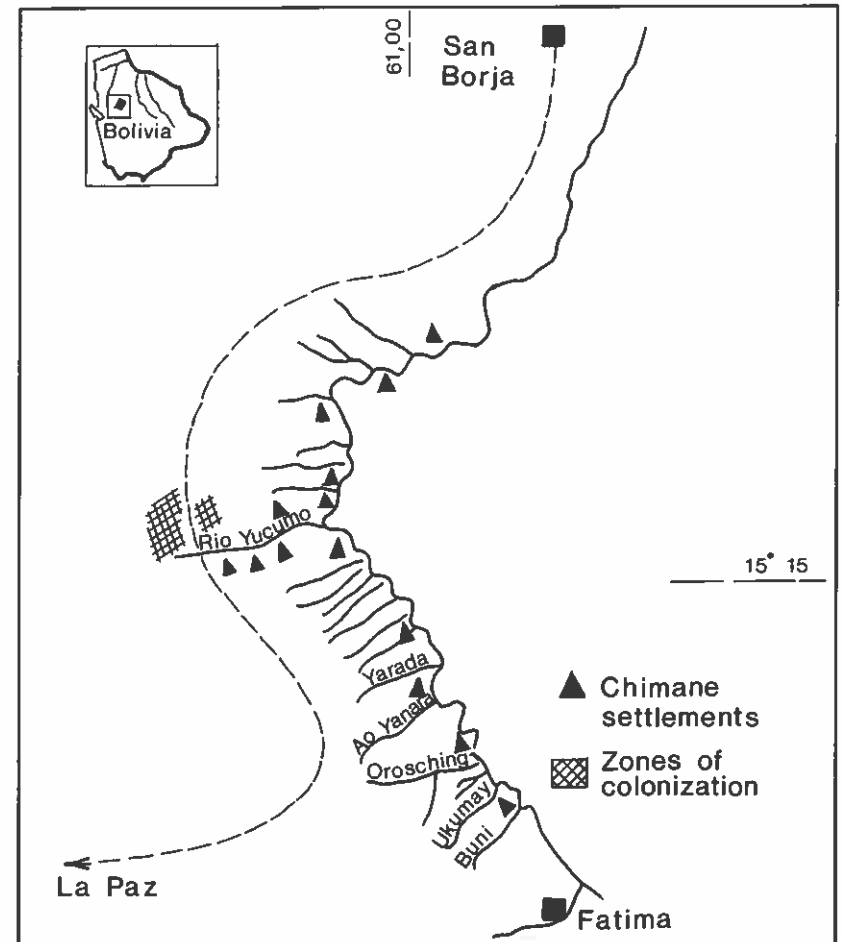 61,00
San
Borja
Bolivia
Rio Yucumo
15° 15
Yarada
Ao Yanara
Orosching
Ukumay
Buni
Chimane
settlements
Zones of
colonization
La Paz
Fatima